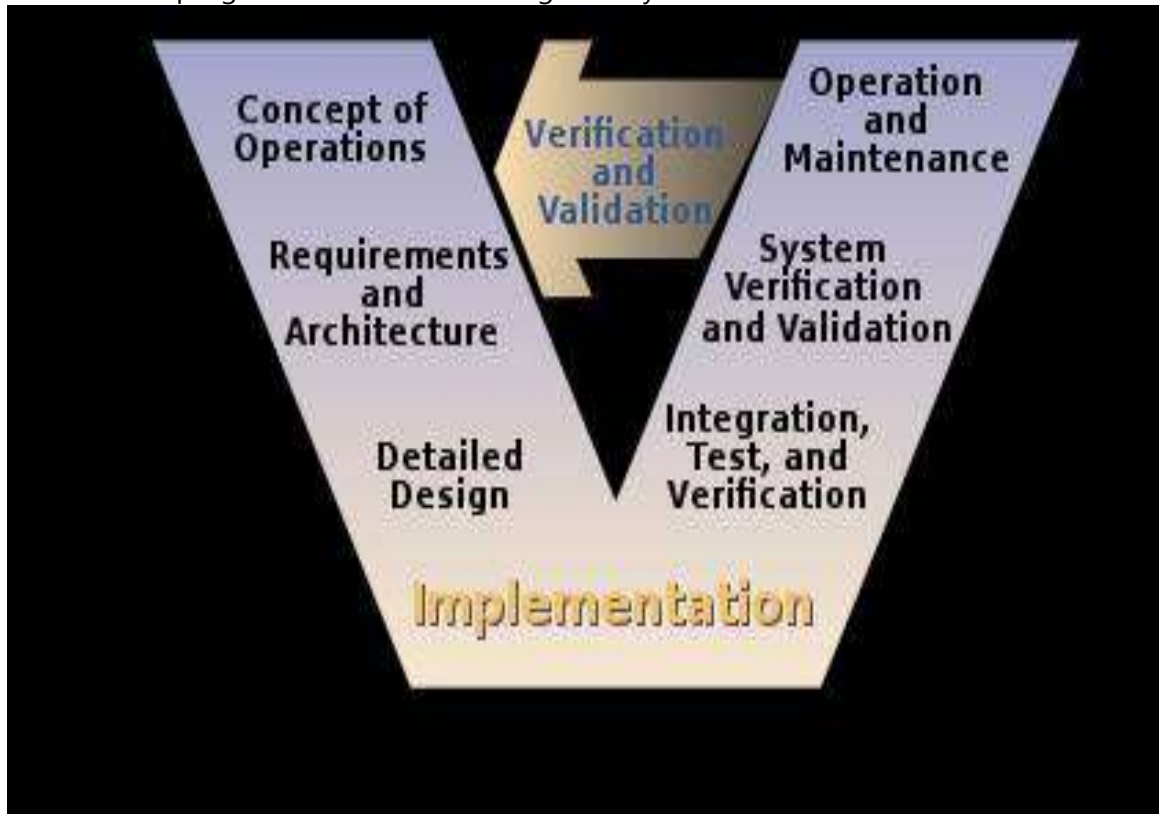 Concept of
Operations
Requirements
and
Architecture
Detailed
Design
Verification
and
Validation
Operation
and
Maintenance
System
Verification
and Validation
Integration,
Test, and
Verification
Implementation